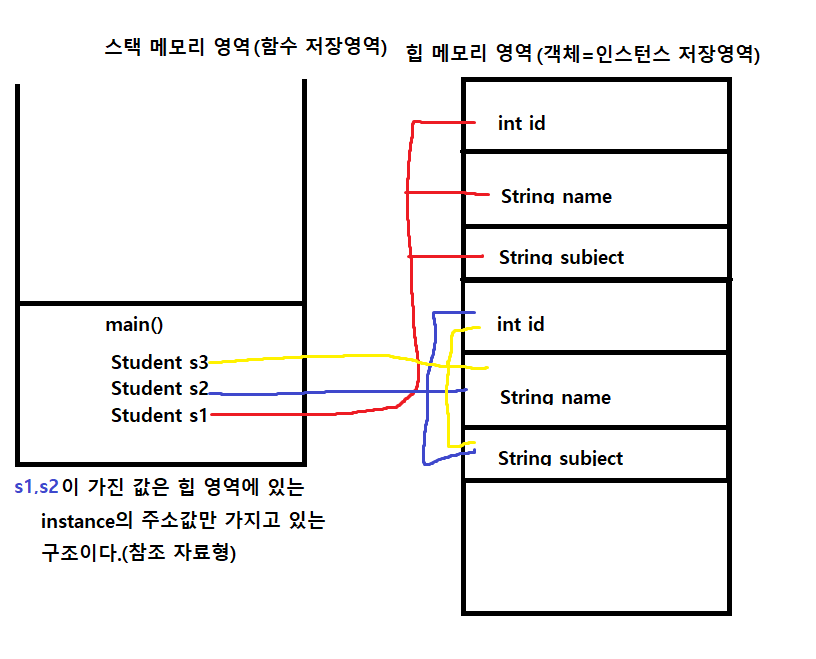 스택 메모리 영역(함수 저장영역)
힙 메모리 영역(객체=인스턴스 저장영역)
int id
String name
String subject
int id
String name
String subject
main()
Student s3
Student s2
Student s1
s1,s2이 가진 값은 힙 영역에 있는
instance의 주소값만 가지고 있는
구조이다.(참조 자료형)